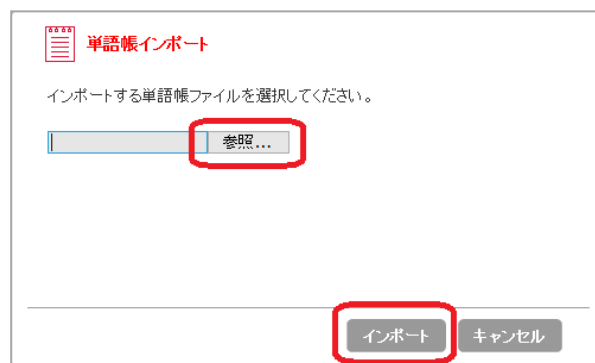 単語帳インポート
インポートする単語帳ファイルを選択してください。
参照...
インポート キャンセル